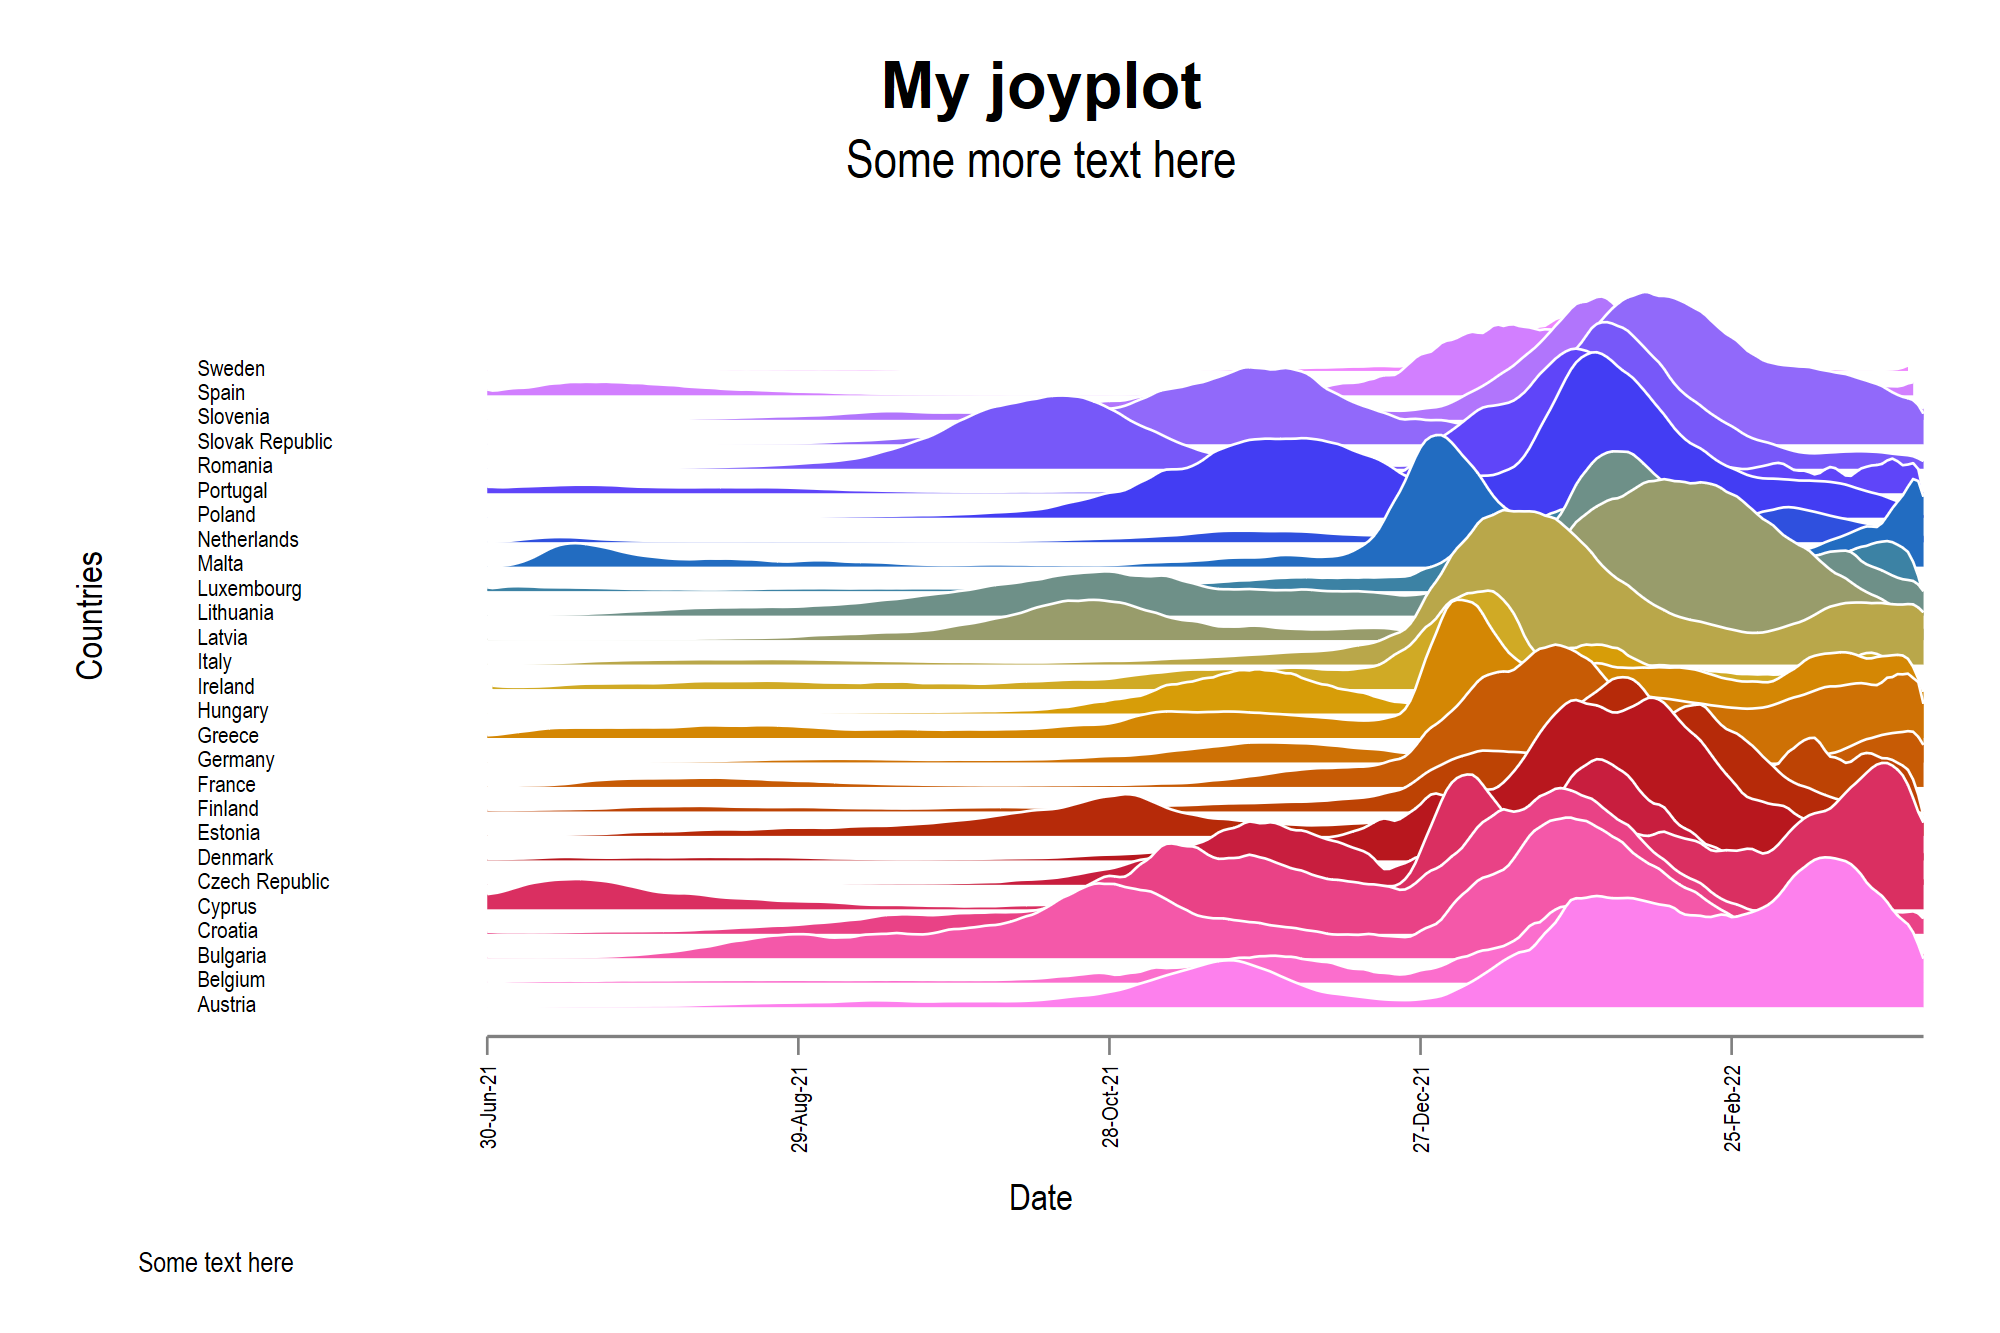 My joyplot
Some more text here
Countries
Sweden
Spain
Slovenia
Slovak Republic
Romania
Portugal
Poland
Netherlands
Malta
Luxembourg
Lithuania
Latvia
Italy
Ireland
Hungary
Greece
Germany
France
Finland
Estonia
Denmark
Czech Republic
Cyprus
Croatia
Bulgaria
Belgium
Austria
30-Jun-21
29-Aug-21
28-Oct-21
27-Dec-21
25-Feb-22
Date
Some text here